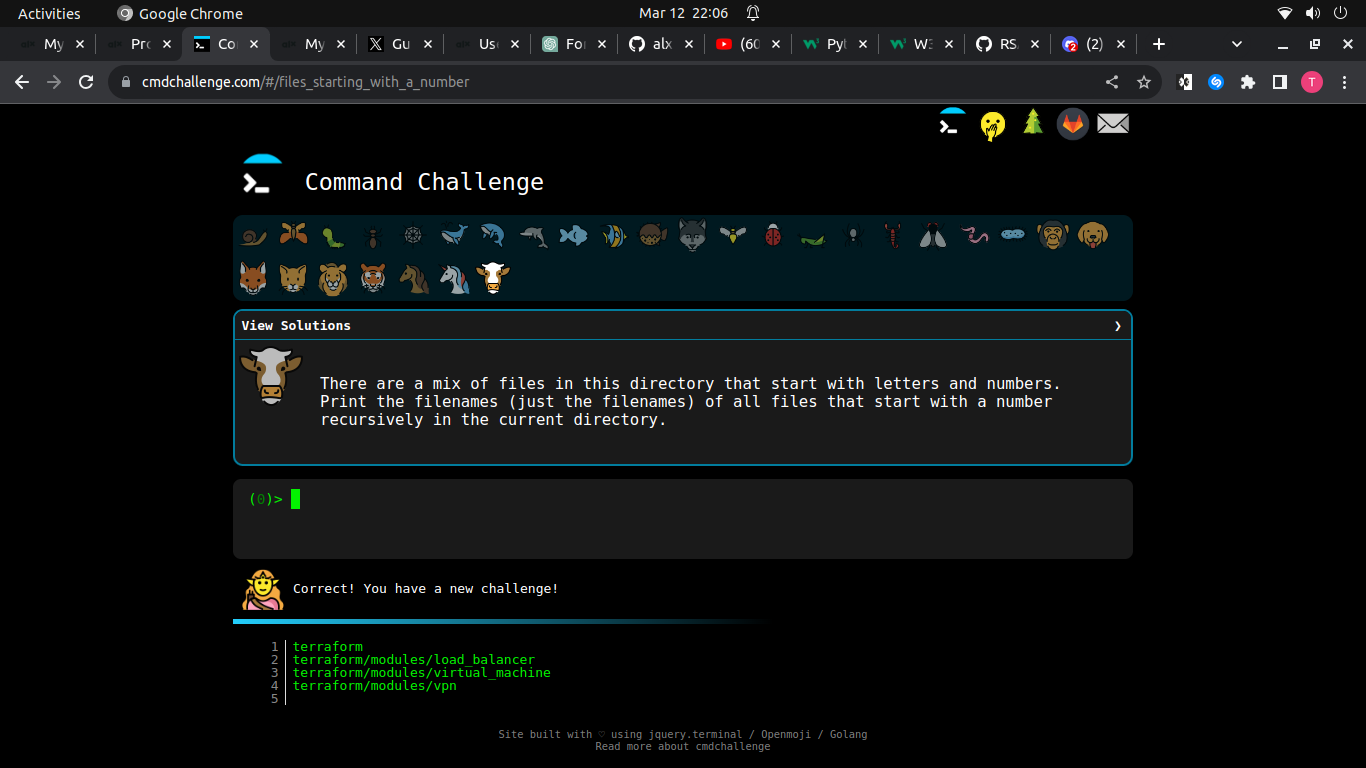 Activities Google Chrome Mar 12 22:06
My Pro Co My Gu Use For alx (60 Pyt W3 RS (2)
cmdchallenge.com/#/files_starting_with_a_number
T
Command Challenge
View Solutions ❯
There are a mix of files in this directory that start with letters and numbers.
Print the filenames (just the filenames) of all files that start with a number
recursively in the current directory.
(0)>
Correct! You have a new challenge!
1 terraform
2 terraform/modules/load_balancer
3 terraform/modules/virtual_machine
4 terraform/modules/vpn
5
Site built with ♡ using jquery.terminal / Openmoji / Golang
Read more about cmdchallenge